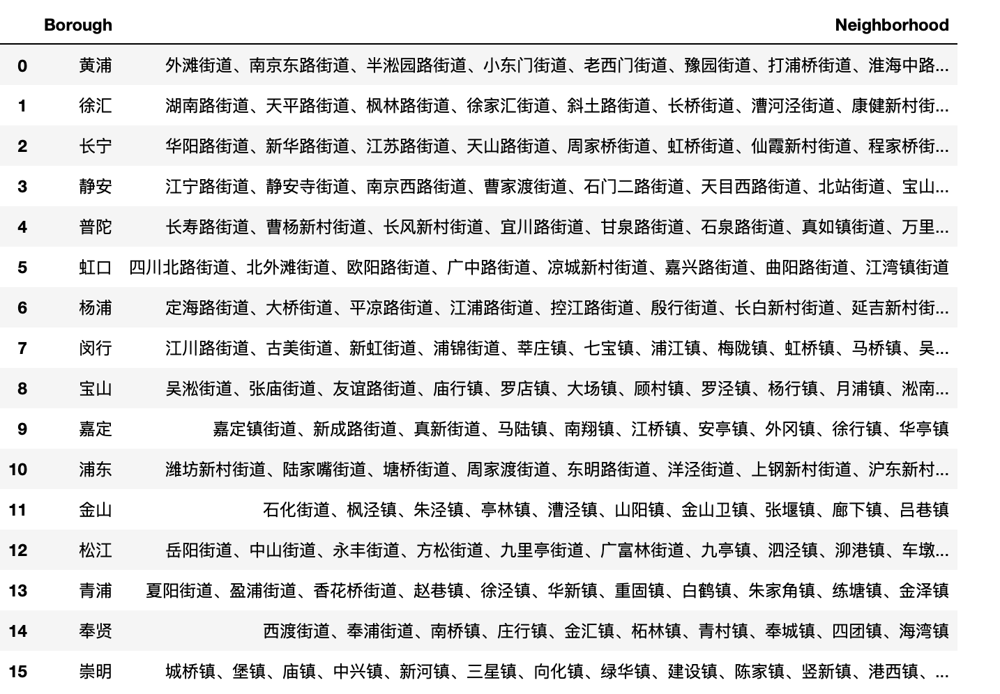 Borough Neighborhood
0 黄浦 外滩街道、南京东路街道、半淞园路街道、小东门街道、老西门街道、豫园街道、打浦桥街道、淮海中路...
1 徐汇 湖南路街道、天平路街道、枫林路街道、徐家汇街道、斜土路街道、长桥街道、漕河泾街道、康健新村街...
2 长宁 华阳路街道、新华路街道、江苏路街道、天山路街道、周家桥街道、虹桥街道、仙霞新村街道、程家桥街...
3 静安 江宁路街道、静安寺街道、南京西路街道、曹家渡街道、石门二路街道、天目西路街道、北站街道、宝山...
4 普陀 长寿路街道、曹杨新村街道、长风新村街道、宜川路街道、甘泉路街道、石泉路街道、真如镇街道、万里...
5 虹口 四川北路街道、北外滩街道、欧阳路街道、广中路街道、凉城新村街道、嘉兴路街道、曲阳路街道、江湾镇街道
6 杨浦 定海路街道、大桥街道、平凉路街道、江浦路街道、控江路街道、殷行街道、长白新村街道、延吉新村街...
7 闵行 江川路街道、古美街道、新虹街道、浦锦街道、莘庄镇、七宝镇、浦江镇、梅陇镇、虹桥镇、马桥镇、吴...
8 宝山 吴淞街道、张庙街道、友谊路街道、庙行镇、罗店镇、大场镇、顾村镇、罗泾镇、杨行镇、月浦镇、淞南...
9 嘉定 嘉定镇街道、新成路街道、真新街道、马陆镇、南翔镇、江桥镇、安亭镇、外冈镇、徐行镇、华亭镇
10 浦东 潍坊新村街道、陆家嘴街道、塘桥街道、周家渡街道、东明路街道、洋泾街道、上钢新村街道、沪东新村...
11 金山 石化街道、枫泾镇、朱泾镇、亭林镇、漕泾镇、山阳镇、金山卫镇、张堰镇、廊下镇、吕巷镇
12 松江 岳阳街道、中山街道、永丰街道、方松街道、九里亭街道、广富林街道、九亭镇、泗泾镇、泖港镇、车墩...
13 青浦 夏阳街道、盈浦街道、香花桥街道、赵巷镇、徐泾镇、华新镇、重固镇、白鹤镇、朱家角镇、练塘镇、金泽镇
14 奉贤 西渡街道、奉浦街道、南桥镇、庄行镇、金汇镇、柘林镇、青村镇、奉城镇、四团镇、海湾镇
15 崇明 城桥镇、堡镇、庙镇、中兴镇、新河镇、三星镇、向化镇、绿华镇、建设镇、陈家镇、竖新镇、港西镇、...